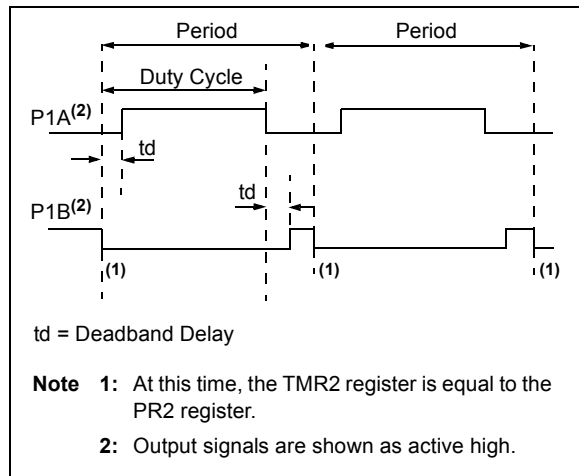 Period Period
Duty Cycle
P1A(2)
td
td
P1B(2)
(1) (1) (1)
td = Deadband Delay
Note 1: At this time, the TMR2 register is equal to the
PR2 register.
2: Output signals are shown as active high.